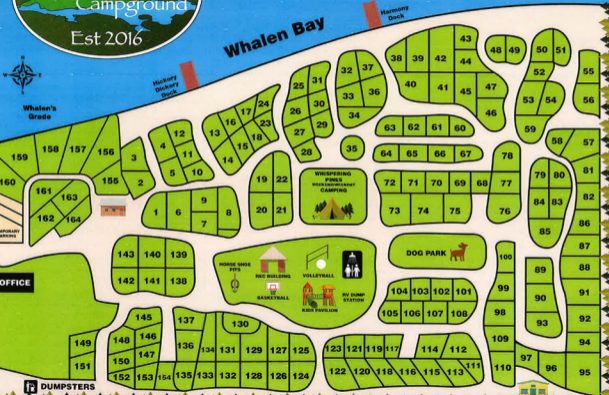 Campground
Est 2016
Whalen Bay
Harmony
Dock
Hickory
Dickory
Dock
Whalen's
Grade
43
38 39 42 44
48 49
50 51
52
55
56
40 41 45 47
46
53 54
59
32 37
33 36
34
25 31
26 30
27 29
28
24
17
16 23
13 18
15
14
12
4
11
5 10
159 158 157 156
3
2
155
160
161 163
162 164
63 62 61 60
35
64 65 66 67
78
58 57
81
19 22
20 21
WHISPERING
PINES
CAMPING
72 71 70 69 68 77
73 74 75
76
79 80
84 83
85
82
86
87
88
1 6 9 8
7
143 140 139
142 141 138
HORSE SHOE
PITS
REC BUILDING
VOLLEYBALL
BASKETBALL
KIDS PAVILION
RV DUMP
STATION
DOG PARK
100
99
98
104 103 102 101
105 106 107 108
89
90
93
91
92
94
95
OFFICE
145
148 146
150 147
149
151
152 153 154
137
136
134
135 133
130
131 129 127 125
132 128 126 124
123 121 119 117
122 120 118 116 115 113 111
114 112
109
110
97 96
DUMPSTERS